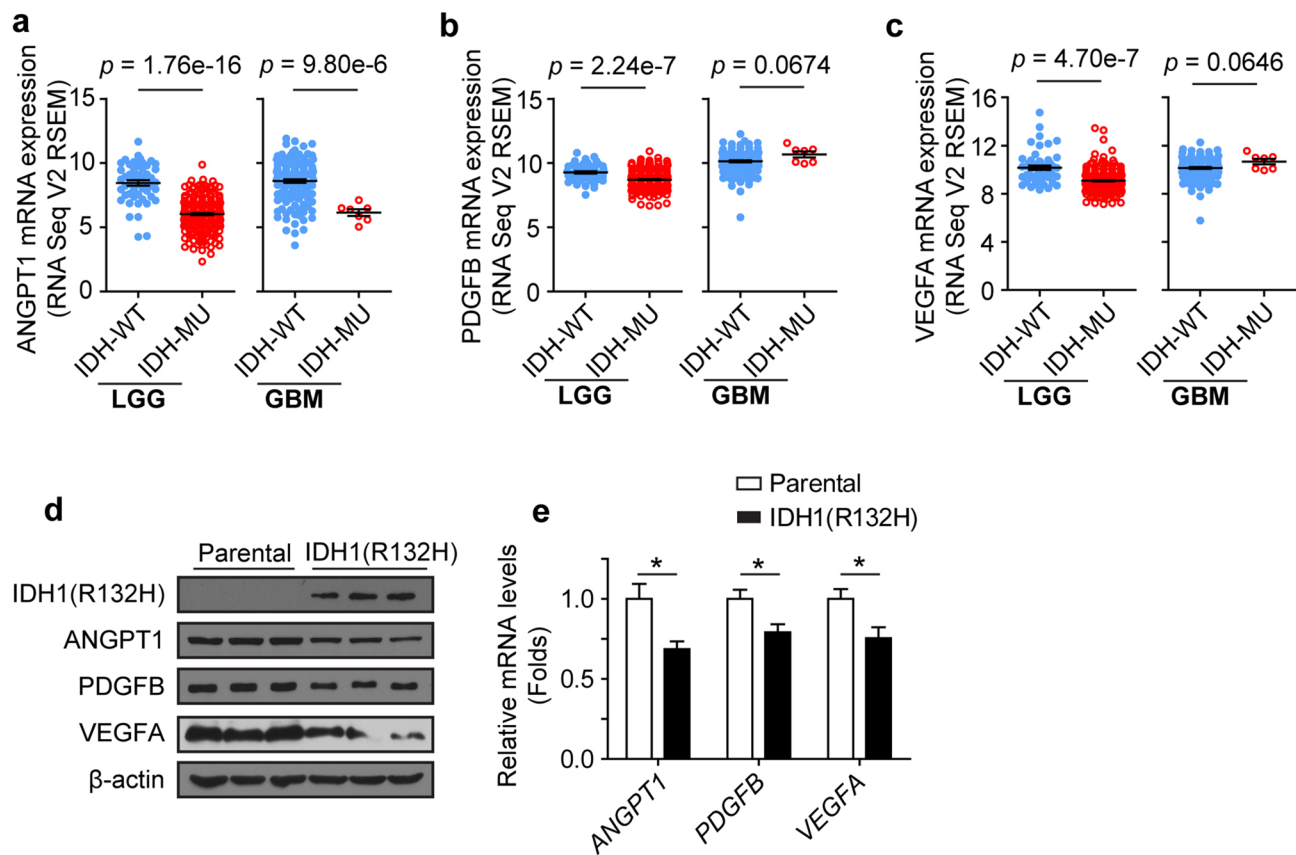 a
p = 1.76e-16
p = 9.80e-6
ANGPT1 mRNA expression
(RNA Seq V2 RSEM)
15
10
5
0
IDH-WT
IDH-MU
IDH-WT
IDH-MU
LGG
GBM
b
p = 2.24e-7
p = 0.0674
PDGFB mRNA expression
(RNA Seq V2 RSEM)
15
10
5
0
IDH-WT
IDH-MU
IDH-WT
IDH-MU
LGG
GBM
c
p = 4.70e-7
p = 0.0646
VEGFA mRNA expression
(RNA Seq V2 RSEM)
16
12
8
4
0
IDH-WT
IDH-MU
IDH-WT
IDH-MU
LGG
GBM
d
Parental
IDH1(R132H)
IDH1(R132H)
ANGPT1
PDGFB
VEGFA
β-actin
e
Parental
IDH1(R132H)
Relative mRNA levels
(Folds)
1.0
0.5
0.0
*
*
*
ANGPT1
PDGFB
VEGFA